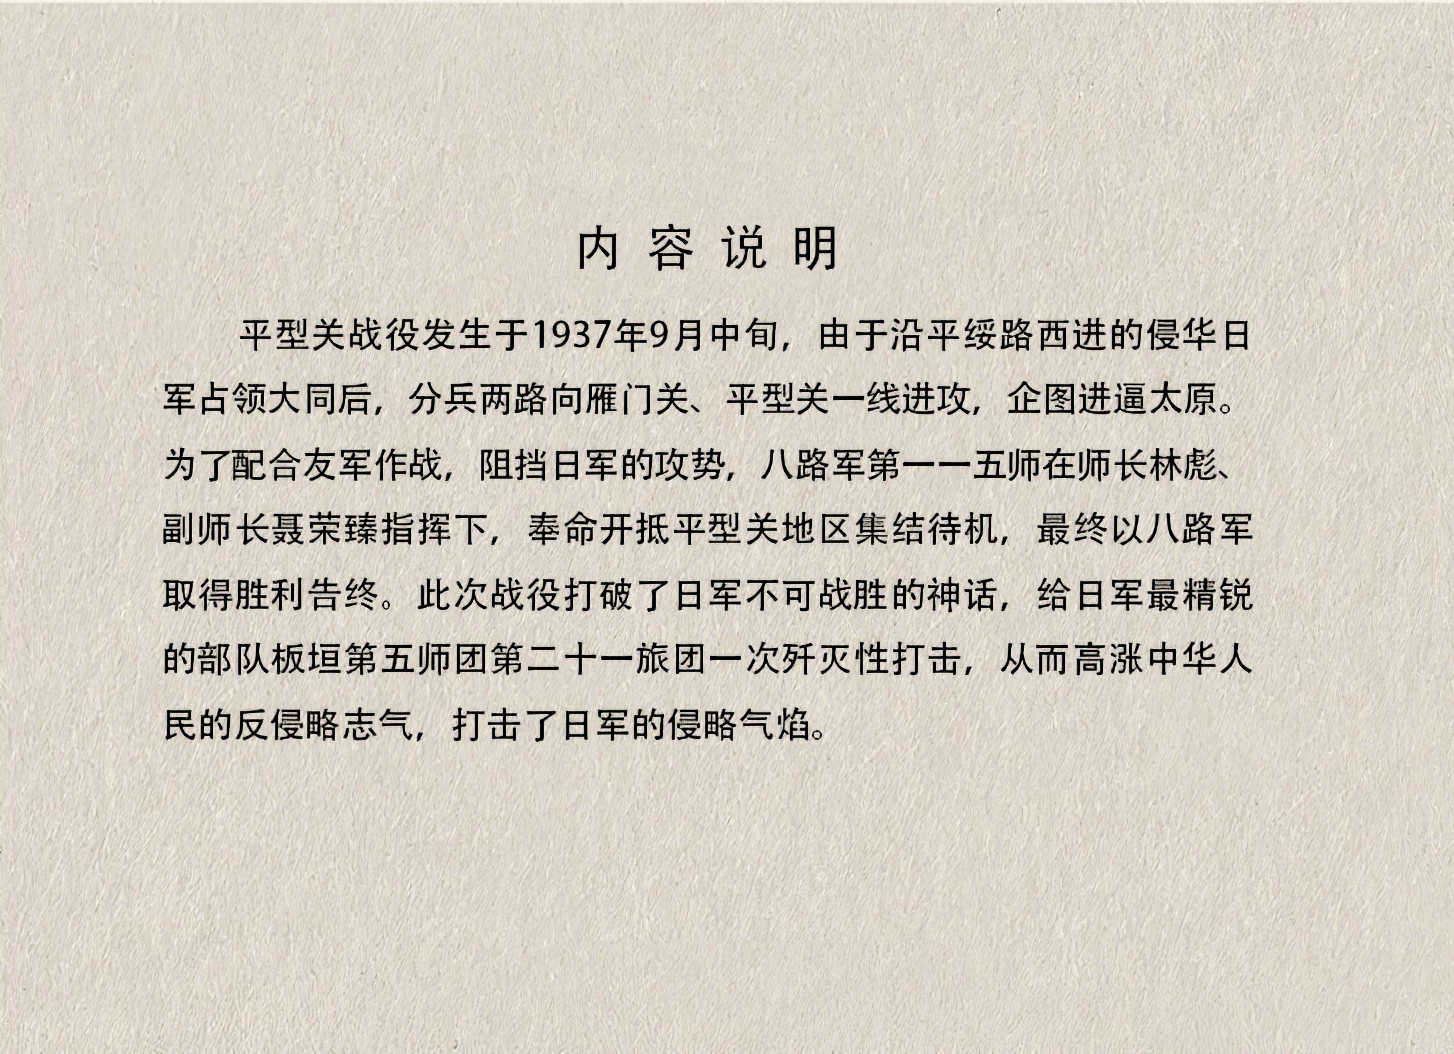 内容说明
平型关战役发生于1937年9月中旬，由于沿平绥路西进的侵华日
军占领大同后，分兵两路向雁门关、平型关一线进攻，企图进逼太原。
为了配合友军作战，阻挡日军的攻势，八路军第一一五师在师长林彪、
副师长聂荣臻指挥下，奉命开抵平型关地区集结待机，最终以八路军
取得胜利告终。此次战役打破了日军不可战胜的神话，给日军最精锐
的部队板垣第五师团第二十一旅团一次歼灭性打击，从而高涨中华人
民的反侵略志气，打击了日军的侵略气焰。